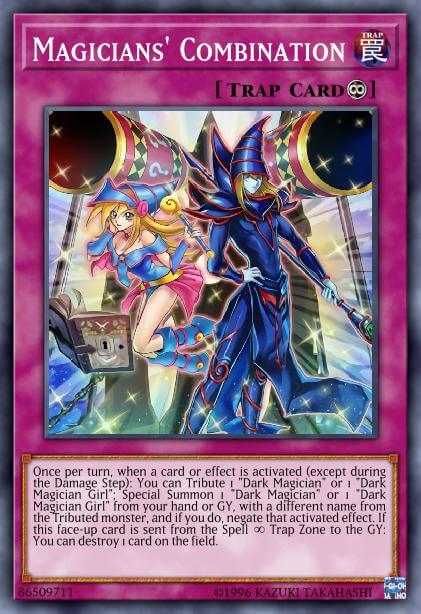 MAGICIANS' COMBINATION
TRAP
罠
[TRAP CARD∞]
Once per turn, when a card or effect is activated (except during
the Damage Step): You can Tribute 1 "Dark Magician" or 1 "Dark
Magician Girl"; Special Summon 1 "Dark Magician" or 1 "Dark
Magician Girl" from your hand or GY, with a different name from
the Tributed monster, and if you do, negate that activated effect. If
this face-up card is sent from the Spell ∞ Trap Zone to the GY:
You can destroy 1 card on the field.
86509711
©1996 KAZUKI TAKAHASHI